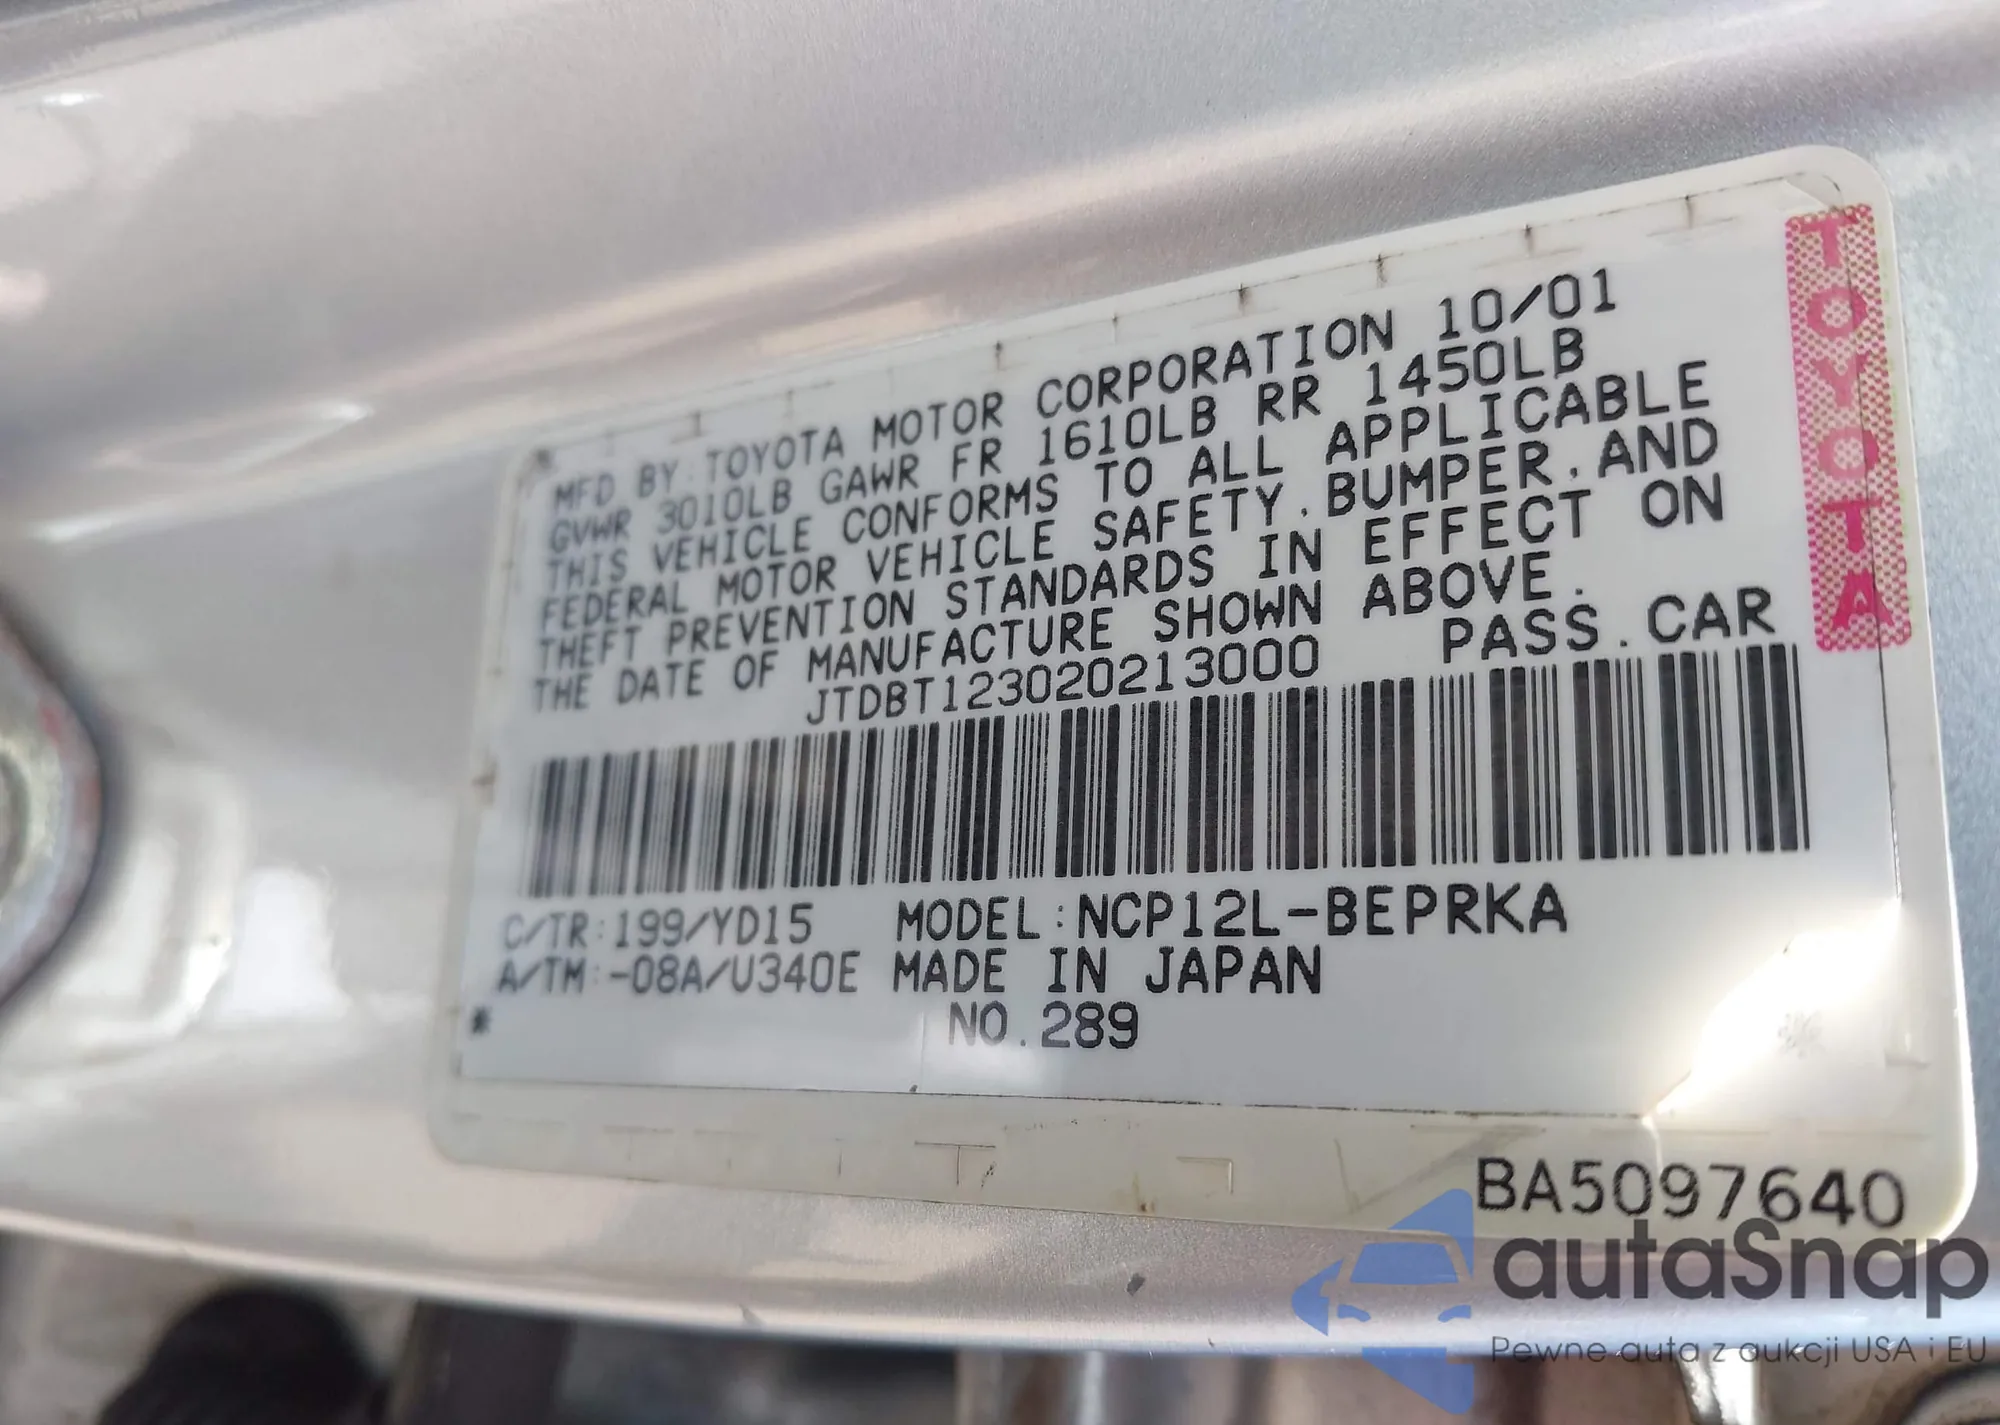 MFD BY:TOYOTA MOTOR CORPORATION 10/01
GVWR 3010LB GAWR FR 1610LB RR 1450LB
THIS VEHICLE CONFORMS TO ALL APPLICABLE
FEDERAL MOTOR VEHICLE SAFETY.BUMPER.AND
THEFT PREVENTION STANDARDS IN EFFECT ON
THE DATE OF MANUFACTURE SHOWN ABOVE.
JTDBT123020213000 PASS.CAR
C/TR:199/YD15 MODEL:NCP12L-BEPRKA
A/TM:-08A/U340E MADE IN JAPAN
* NO.289
TOYOTA
BA5097640
autaSnap
Pewne auta z aukcji USA i EU